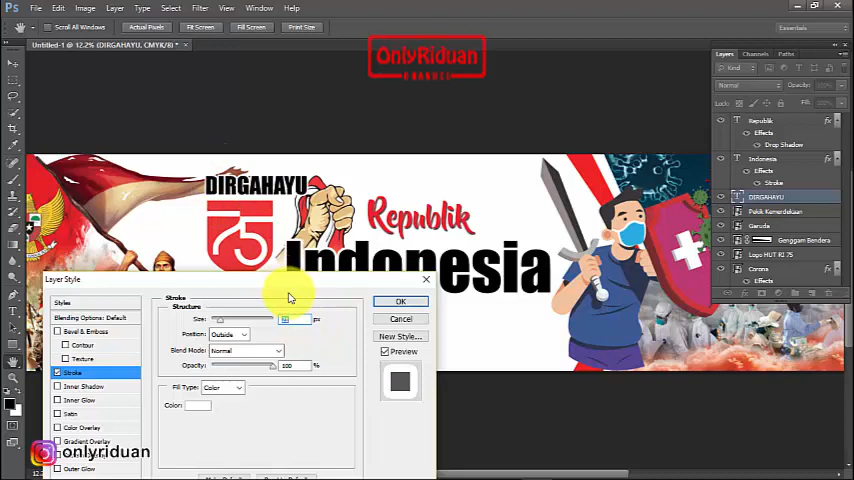 Ps File Edit Image Layer Type Select Filter View Window Help
Scroll All Windows Actual Pixels Fit Screen Fill Screen Print Size Essentials
Untitled-1 @ 12.2% (DIRGAHAYU, CMYK/8) *
OnlyRiduan
CHANNEL
Layers Channels Paths
Kind
Normal Opacity:
Lock: Fill:
Republik fx
Effects
Drop Shadow
Indonesia fx
Effects
Stroke
DIRGAHAYU
Pekik Kemerdekaan
Garuda
Genggam Bendera
Logo HUT RI 75
Corona fx
Effects
DIRGAHAYU
75
Republik
Indonesia
Layer Style
Styles
Blending Options: Default
Bevel & Emboss
Contour
Texture
Stroke
Inner Shadow
Inner Glow
Satin
Color Overlay
Gradient Overlay
Outer Glow
Stroke
Structure
Size: px
Position: Outside
Blend Mode: Normal
Opacity: 100 %
Fill Type: Color
Color:
OK
Cancel
New Style...
Preview
onlyriduan